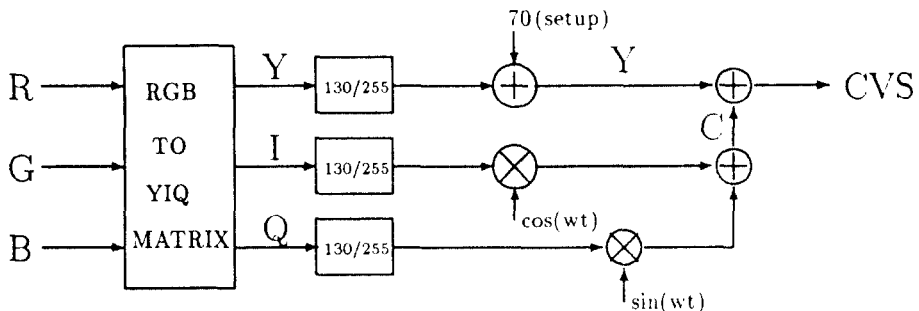 70(setup)
R
Y
130/255
Y
CVS
RGB
TO
YIQ
MATRIX
C
G
I
130/255
cos(wt)
B
Q
130/255
sin(wt)